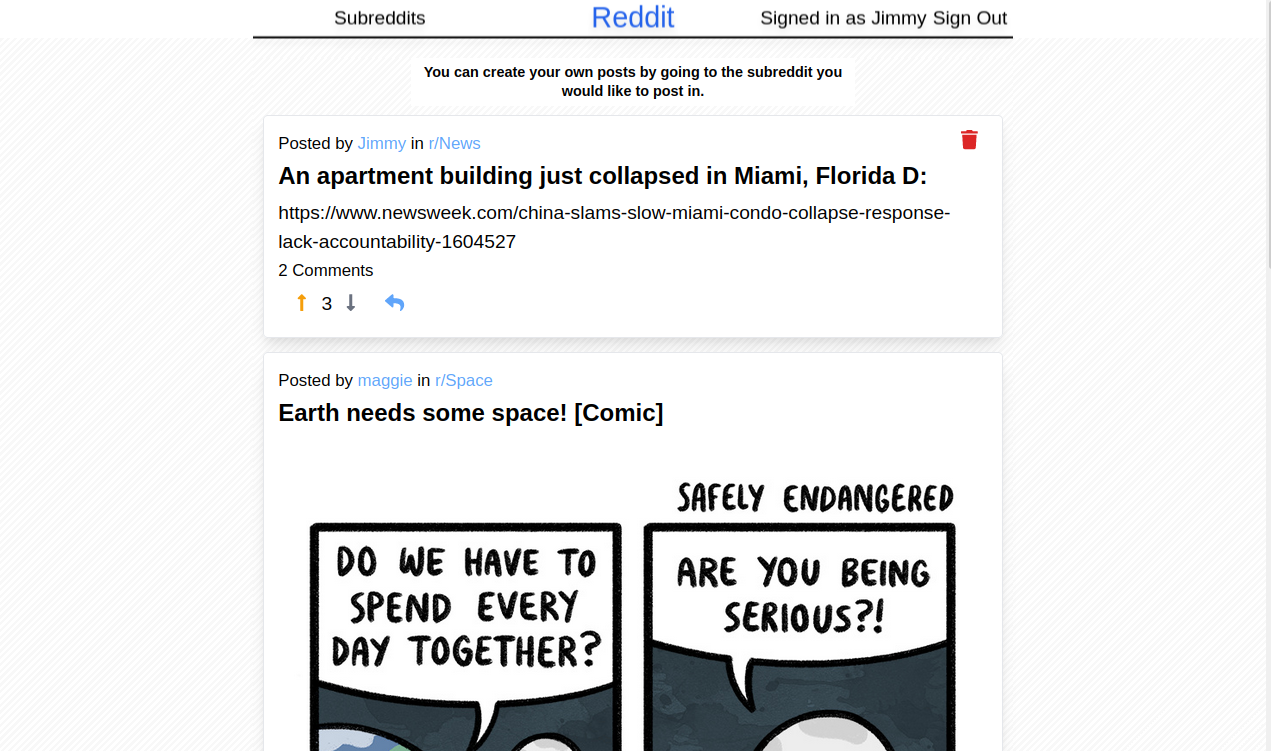 Subreddits Reddit Signed in as Jimmy Sign Out
You can create your own posts by going to the subreddit you
would like to post in.
Posted by Jimmy in r/News
An apartment building just collapsed in Miami, Florida D:
https://www.newsweek.com/china-slams-slow-miami-condo-collapse-response-
lack-accountability-1604527
2 Comments
3
Posted by maggie in r/Space
Earth needs some space! [Comic]
SAFELY ENDANGERED
DO WE HAVE TO
SPEND EVERY
DAY TOGETHER?
ARE YOU BEING
SERIOUS?!